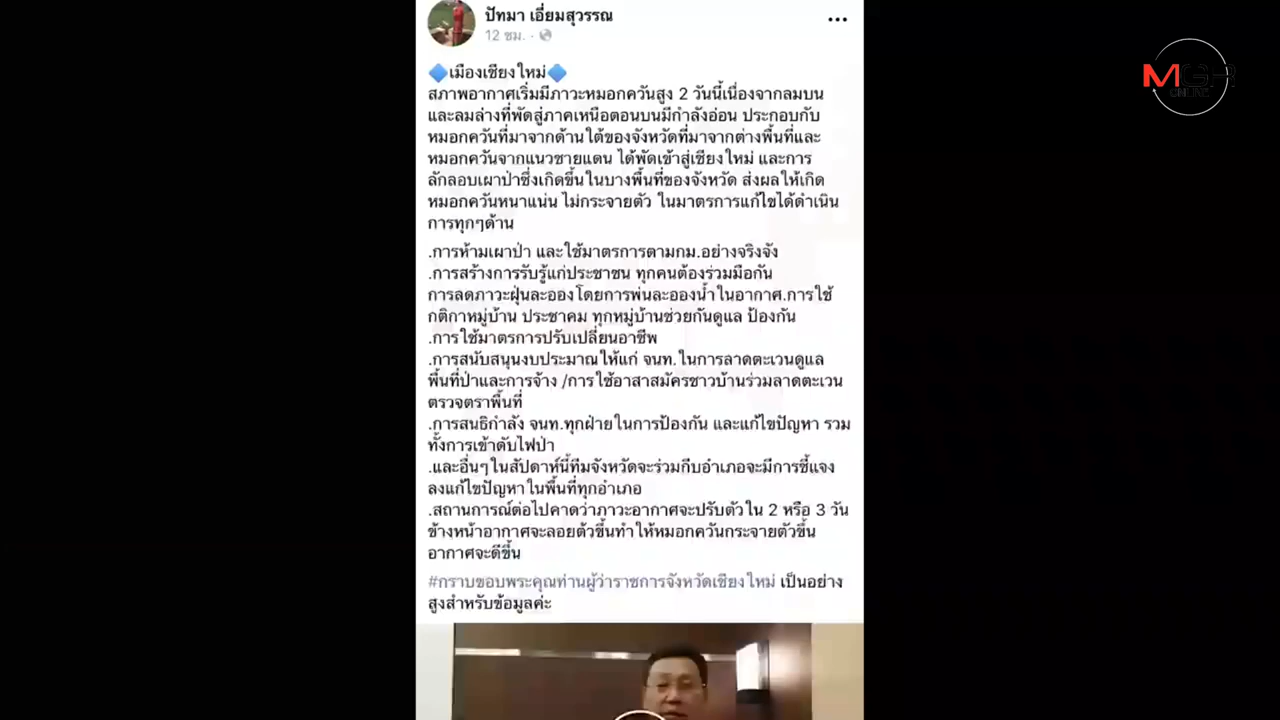 ปัทมา เอี่ยมสุวรรณ
12 ชม.
MGR
ONLINE
🔷เมืองเชียงใหม่🔷
สภาพอากาศเริ่มมีภาวะหมอกควันสูง 2 วันนี้เนื่องจากลมบน
และลมล่างที่พัดสู่ภาคเหนือตอนบนมีกำลังอ่อน ประกอบกับ
หมอกควันที่มาจากด้านใต้ของจังหวัดที่มาจากต่างพื้นที่และ
หมอกควันจากแนวชายแดน ได้พัดเข้าสู่เชียงใหม่ และการ
ลักลอบเผาป่าซึ่งเกิดขึ้นในบางพื้นที่ของจังหวัด ส่งผลให้เกิด
หมอกควันหนาแน่น ไม่กระจายตัว ในมาตรการแก้ไขได้ดำเนิน
การทุกๆด้าน
.การห้ามเผาป่า และใช้มาตรการตามกม.อย่างจริงจัง
.การสร้างการรับรู้แก่ประชาชน ทุกคนต้องร่วมมือกัน
การลดภาวะฝุ่นละอองโดยการพ่นละอองน้ำในอากาศ.การใช้
กติกาหมู่บ้าน ประชาคม ทุกหมู่บ้านช่วยกันดูแล ป้องกัน
.การใช้มาตรการปรับเปลี่ยนอาชีพ
.การสนับสนุนงบประมาณให้แก่ จนท.ในการลาดตะเวนดูแล
พื้นที่ป่าและการจ้าง /การใช้อาสาสมัครชาวบ้านร่วมลาดตะเวน
ตรวจตราพื้นที่
.การสนธิกำลัง จนท.ทุกฝ่ายในการป้องกัน และแก้ไขปัญหา รวม
ทั้งการเข้าดับไฟป่า
.และอื่นๆในสัปดาห์นี้ทีมจังหวัดจะร่วมกีบอำเภอจะมีการชี้แจง
ลงแก้ไขปัญหาในพื้นที่ทุกอำเภอ
.สถานการณ์ต่อไปคาดว่าภาวะอากาศจะปรับตัวใน 2 หรือ 3 วัน
ข้างหน้าอากาศจะลอยต้วขึ้นทำให้หมอกควันกระจายตัวขึ้น
อากาศจะดีขึ้น
#กราบขอบพระคุณท่านผู้ว่าราชการจังหวัดเชียงใหม่ เป็นอย่าง
สูงสำหรับข้อมูลค่ะ